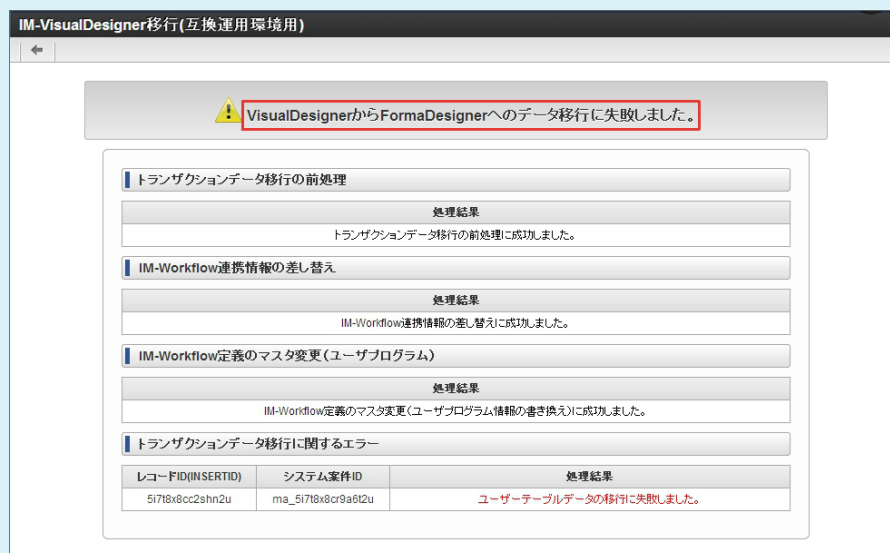 IM-VisualDesigner移行(互換運用環境用)
VisualDesignerからFormaDesignerへのデータ移行に失敗しました。
トランザクションデータ移行の前処理
処理結果
トランザクションデータ移行の前処理に成功しました。
IM-Workflow連携情報の差し替え
処理結果
IM-Workflow連携情報の差し替えに成功しました。
IM-Workflow定義のマスタ変更(ユーザプログラム)
処理結果
IM-Workflow定義のマスタ変更(ユーザプログラム情報の書き換え)に成功しました。
トランザクションデータ移行に関するエラー
レコードID(INSERTID) システム案件ID 処理結果
5i7t8x8cc2shn2u ma_5i7t8x8cr9a6t2u ユーザーテーブルデータの移行に失敗しました。